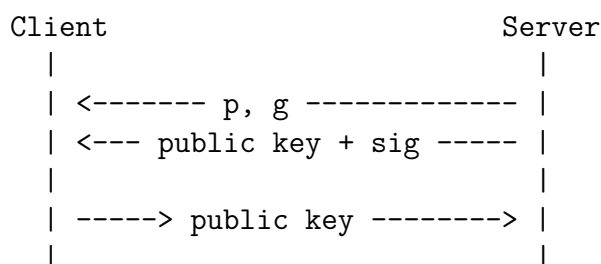 Client                          Server
  |                               |
  | <------- p, g ------------- |
  | <--- public key + sig ----- |
  |                               |
  | -----> public key --------> |
  |                               |